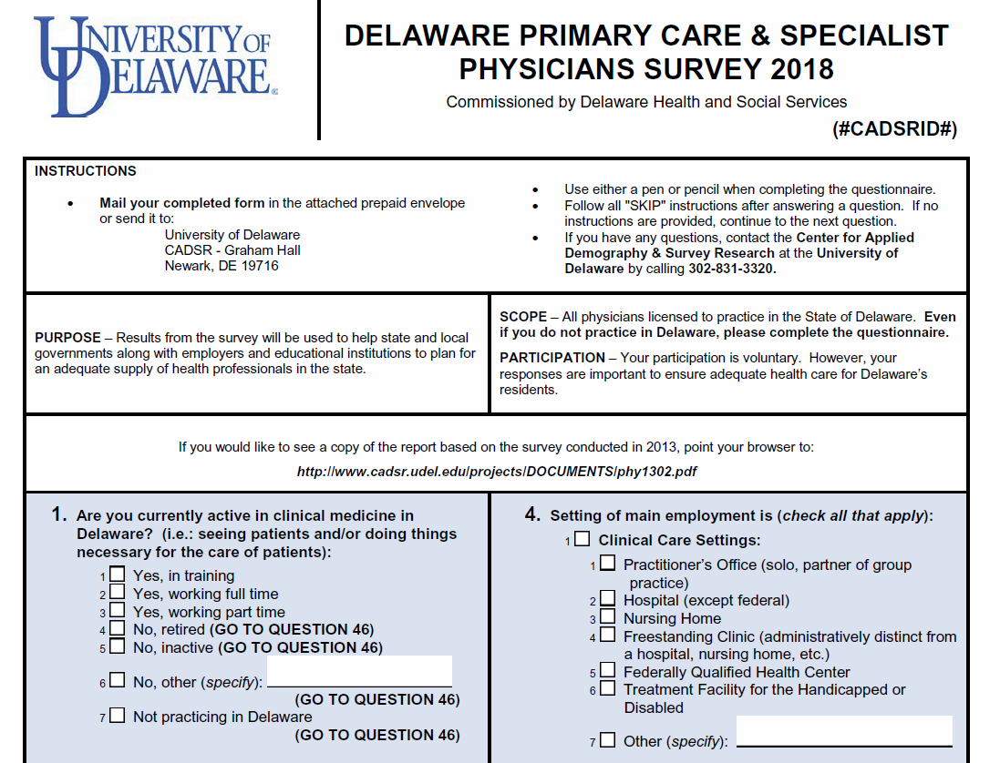 UNIVERSITY OF
DELAWARE®
DELAWARE PRIMARY CARE & SPECIALIST
PHYSICIANS SURVEY 2018
Commissioned by Delaware Health and Social Services
(#CADSRID#)
INSTRUCTIONS
• Mail your completed form in the attached prepaid envelope
or send it to:
University of Delaware
CADSR - Graham Hall
Newark, DE 19716
• Use either a pen or pencil when completing the questionnaire.
• Follow all "SKIP" instructions after answering a question. If no
instructions are provided, continue to the next question.
• If you have any questions, contact the Center for Applied
Demography & Survey Research at the University of
Delaware by calling 302-831-3320.
PURPOSE – Results from the survey will be used to help state and local
governments along with employers and educational institutions to plan for
an adequate supply of health professionals in the state.
SCOPE – All physicians licensed to practice in the State of Delaware. Even
if you do not practice in Delaware, please complete the questionnaire.
PARTICIPATION – Your participation is voluntary. However, your
responses are important to ensure adequate health care for Delaware's
residents.
If you would like to see a copy of the report based on the survey conducted in 2013, point your browser to:
http://www.cadsr.udel.edu/projects/DOCUMENTS/phy1302.pdf
1. Are you currently active in clinical medicine in
Delaware? (i.e.: seeing patients and/or doing things
necessary for the care of patients):
1 Yes, in training
2 Yes, working full time
3 Yes, working part time
4 No, retired (GO TO QUESTION 46)
5 No, inactive (GO TO QUESTION 46)
6 No, other (specify):
(GO TO QUESTION 46)
7 Not practicing in Delaware
(GO TO QUESTION 46)
4. Setting of main employment is (check all that apply):
1 Clinical Care Settings:
1 Practitioner's Office (solo, partner of group
practice)
2 Hospital (except federal)
3 Nursing Home
4 Freestanding Clinic (administratively distinct from
a hospital, nursing home, etc.)
5 Federally Qualified Health Center
6 Treatment Facility for the Handicapped or
Disabled
7 Other (specify):